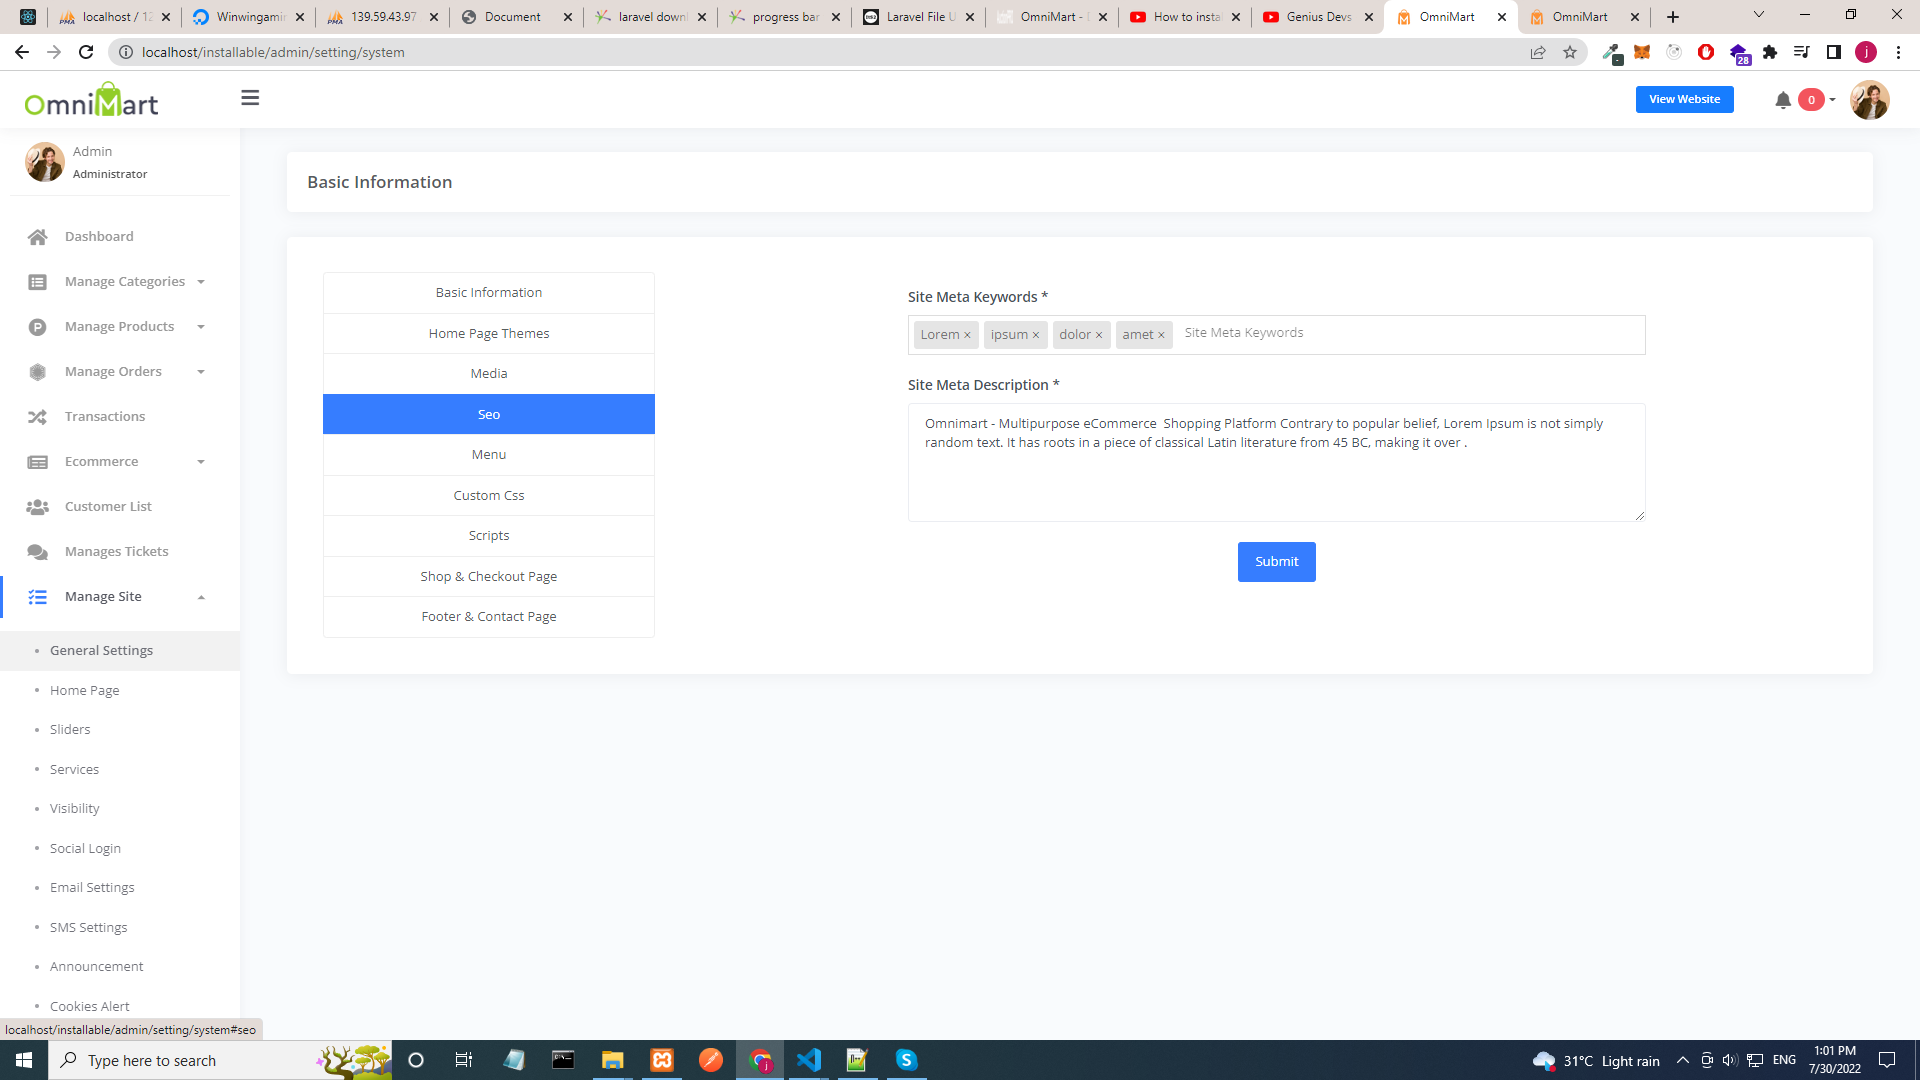 localhost / 12
Winwingamin
139.59.43.97
Document
laravel down
progress bar
Laravel File U
OmniMart - D
How to instal
Genius Devs
OmniMart
OmniMart
localhost/installable/admin/setting/system
28
j
OmniMart
View Website
0
Admin
Administrator
Dashboard
Manage Categories
Manage Products
Manage Orders
Transactions
Ecommerce
Customer List
Manages Tickets
Manage Site
General Settings
Home Page
Sliders
Services
Visibility
Social Login
Email Settings
SMS Settings
Announcement
Cookies Alert
Basic Information
Basic Information
Home Page Themes
Media
Seo
Menu
Custom Css
Scripts
Shop & Checkout Page
Footer & Contact Page
Site Meta Keywords *
Lorem × ipsum × dolor × amet × Site Meta Keywords
Site Meta Description *
Omnimart - Multipurpose eCommerce  Shopping Platform Contrary to popular belief, Lorem Ipsum is not simply
random text. It has roots in a piece of classical Latin literature from 45 BC, making it over .
Submit
localhost/installable/admin/setting/system#seo
Type here to search
31°C Light rain
ENG
1:01 PM
7/30/2022